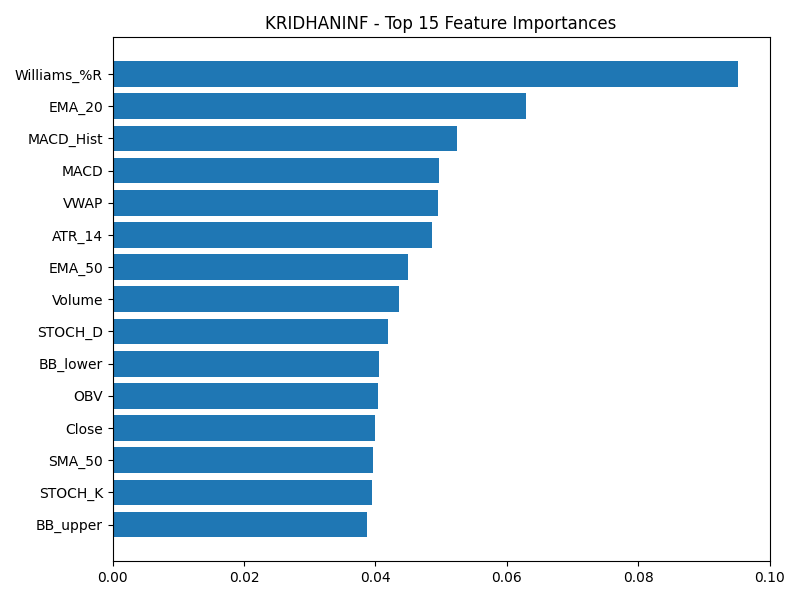 KRIDHANINF - Top 15 Feature Importances
Williams_%R
EMA_20
MACD_Hist
MACD
VWAP
ATR_14
EMA_50
Volume
STOCH_D
BB_lower
OBV
Close
SMA_50
STOCH_K
BB_upper
0.00 0.02 0.04 0.06 0.08 0.10